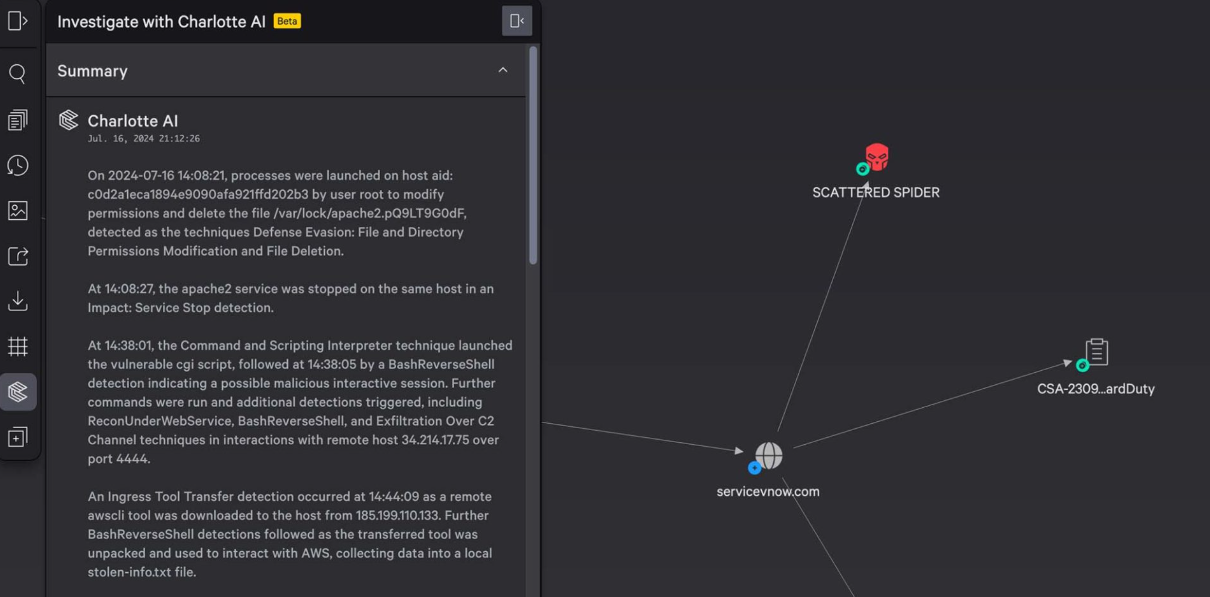 Investigate with Charlotte AI Beta
Summary
Charlotte AI
Jul. 16, 2024 21:12:26
On 2024-07-16 14:08:21, processes were launched on host aid:
c0d2a1eca1894e9090afa921ffd202b3 by user root to modify
permissions and delete the file /var/lock/apache2.pQ9LT9G0dF,
detected as the techniques Defense Evasion: File and Directory
Permissions Modification and File Deletion.
At 14:08:27, the apache2 service was stopped on the same host in an
Impact: Service Stop detection.
At 14:38:01, the Command and Scripting Interpreter technique launched
the vulnerable cgi script, followed at 14:38:05 by a BashReverseShell
detection indicating a possible malicious interactive session. Further
commands were run and additional detections triggered, including
ReconUnderWebService, BashReverseShell, and Exfiltration Over C2
Channel techniques in interactions with remote host 34.214.17.75 over
port 4444.
An Ingress Tool Transfer detection occurred at 14:44:09 as a remote
awscli tool was downloaded to the host from 185.199.110.133. Further
BashReverseShell detections followed as the transferred tool was
unpacked and used to interact with AWS, collecting data into a local
stolen-info.txt file.
SCATTERED SPIDER
CSA-2309...ardDuty
servicevnow.com